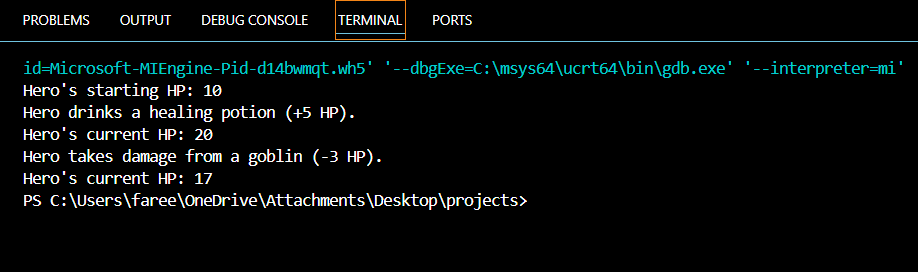 PROBLEMS OUTPUT DEBUG CONSOLE TERMINAL PORTS
id=Microsoft-MIEngine-Pid-d14bwmqt.wh5' '--dbgExe=C:\msys64\ucrt64\bin\gdb.exe' '--interpreter=mi'
Hero's starting HP: 10
Hero drinks a healing potion (+5 HP).
Hero's current HP: 20
Hero takes damage from a goblin (-3 HP).
Hero's current HP: 17
PS C:\Users\faree\OneDrive\Attachments\Desktop\projects>